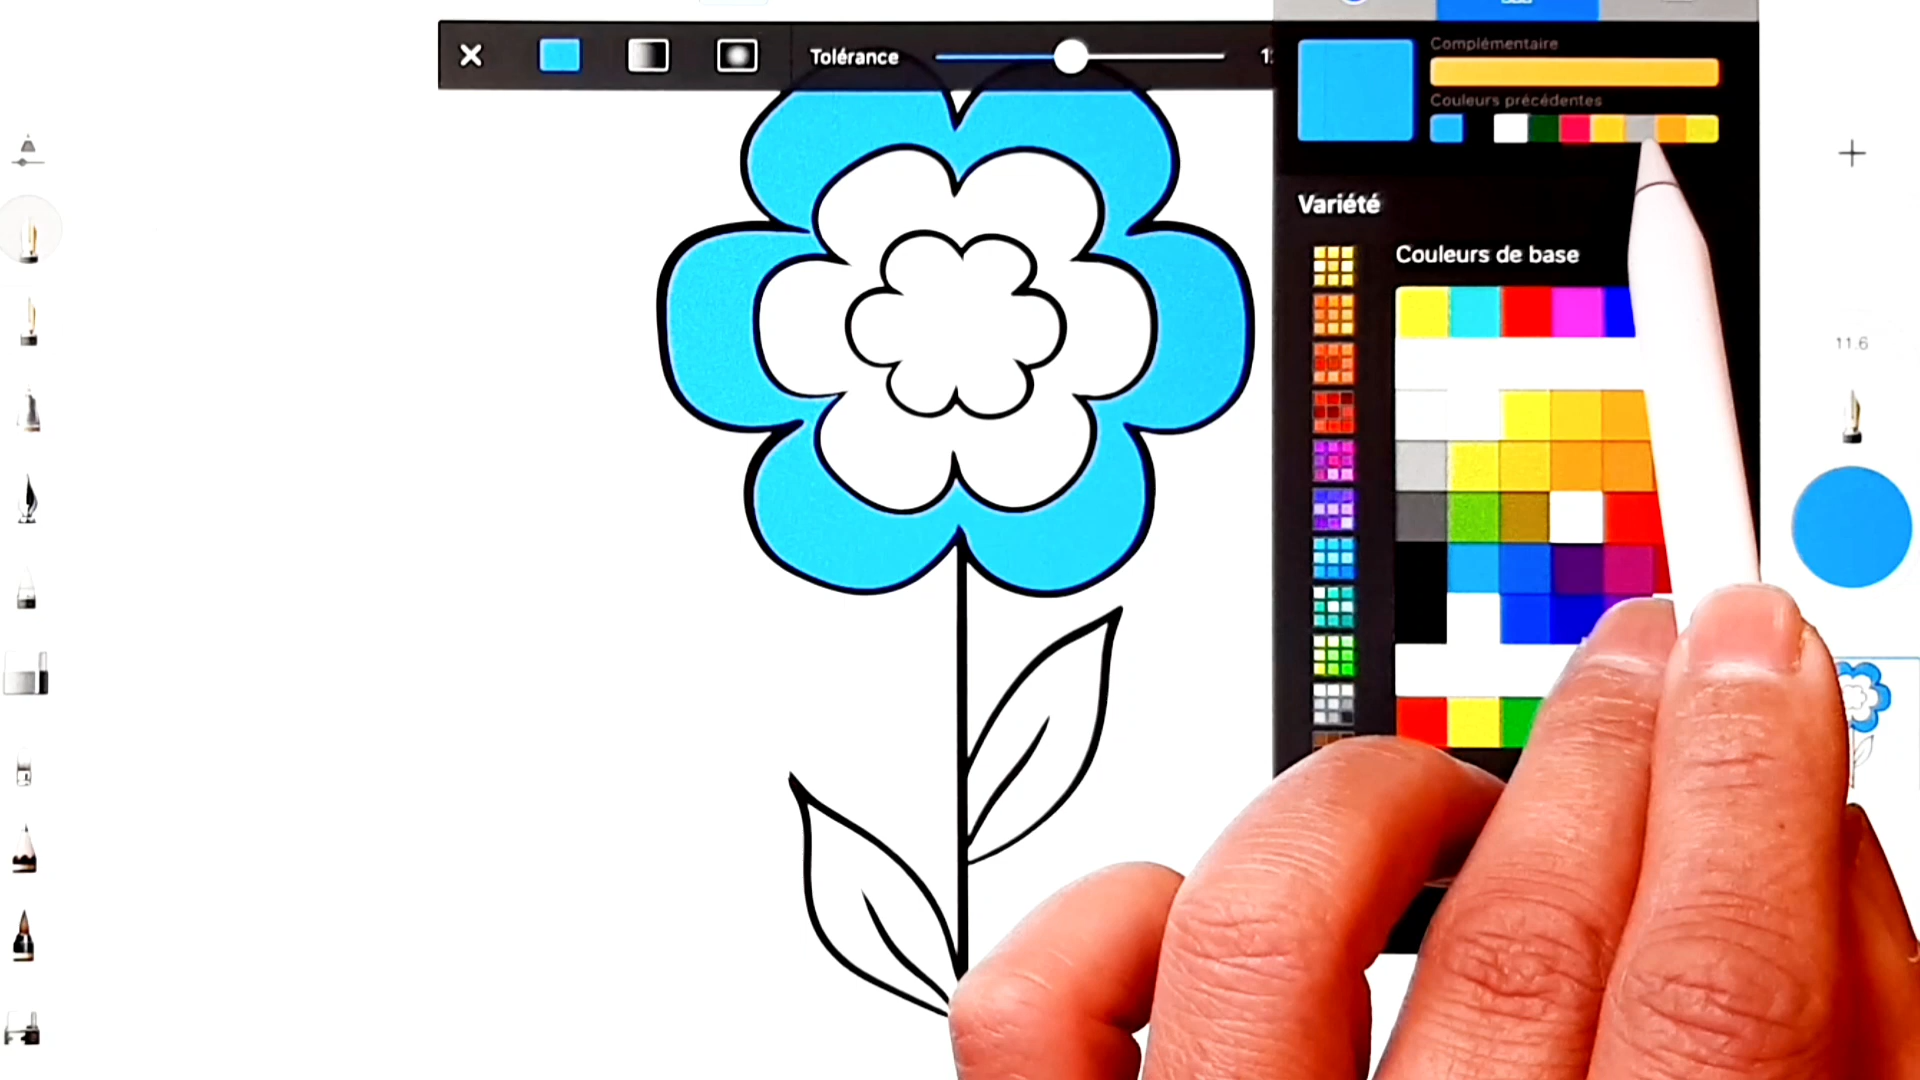 Complémentaire
Tolérance
Couleurs précédentes
Variété
Couleurs de base
11.6